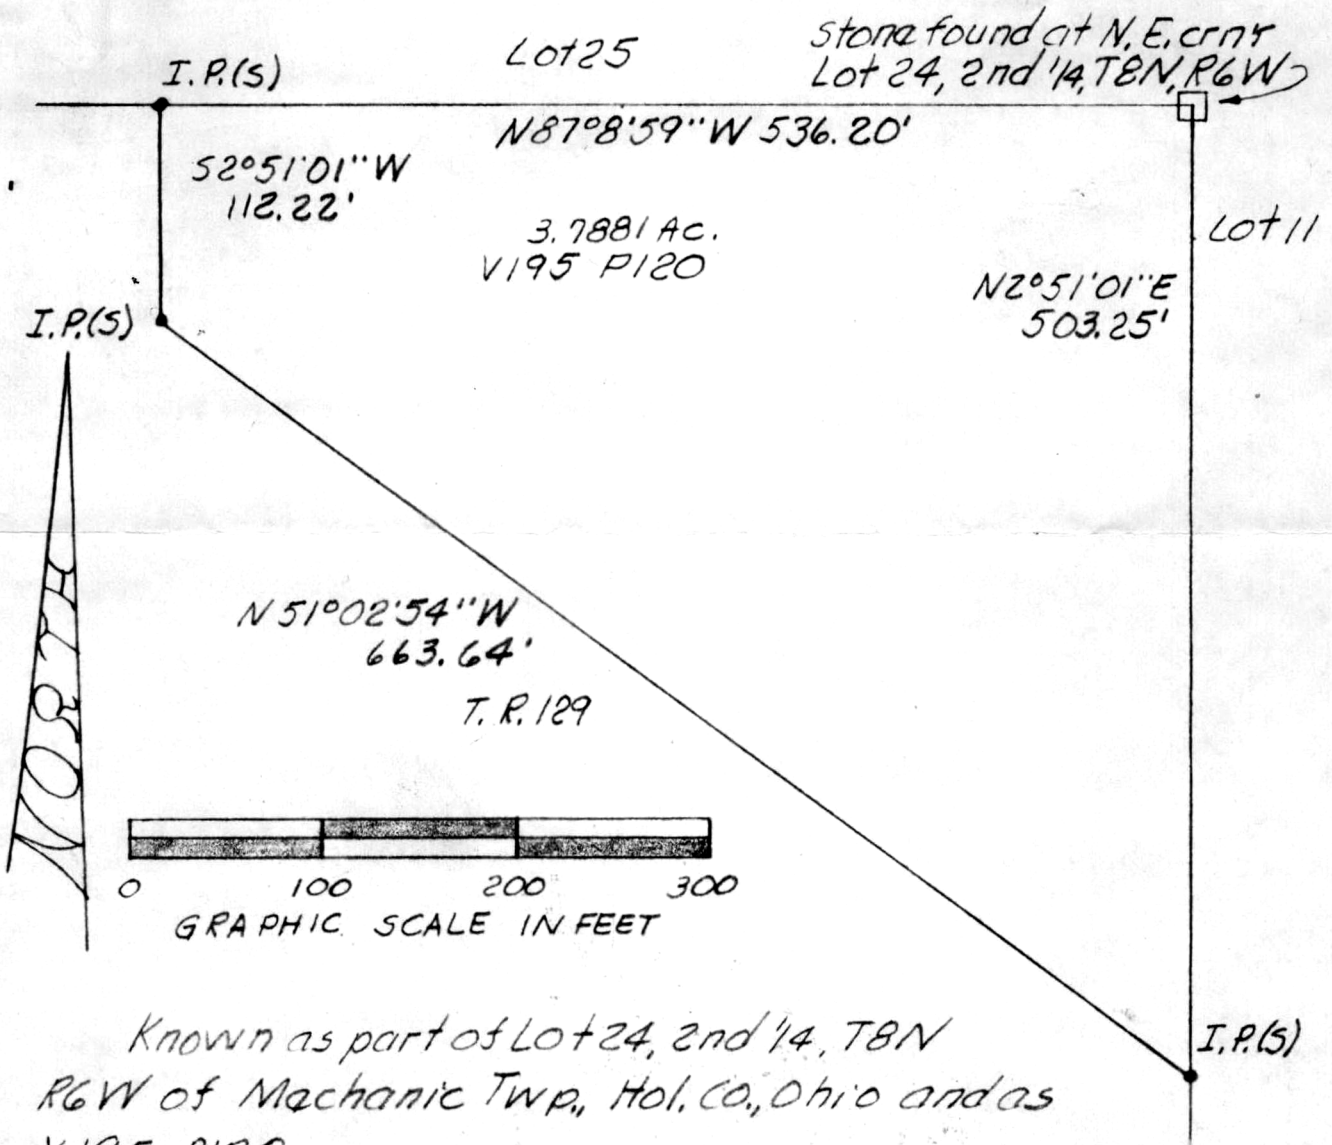 Lot 25
Stone found at N.E. crnr
Lot 24, 2nd 1/4, T8N, R6W
I.P.(S)
N87°8'59"W 536.20'
S2°51'01"W
112.22'
3.7881 Ac.
V195 P120
Lot 11
N2°51'01"E
503.25'
I.P.(S)
N51°02'54"W
663.64'
T.R. 129
NORTH
0 100 200 300
GRAPHIC SCALE IN FEET
I.P.(S)
Known as part of Lot 24, 2nd 1/4, T8N
R6W of Machanic Twp., Hol. Co., Ohio and as
V195 P120